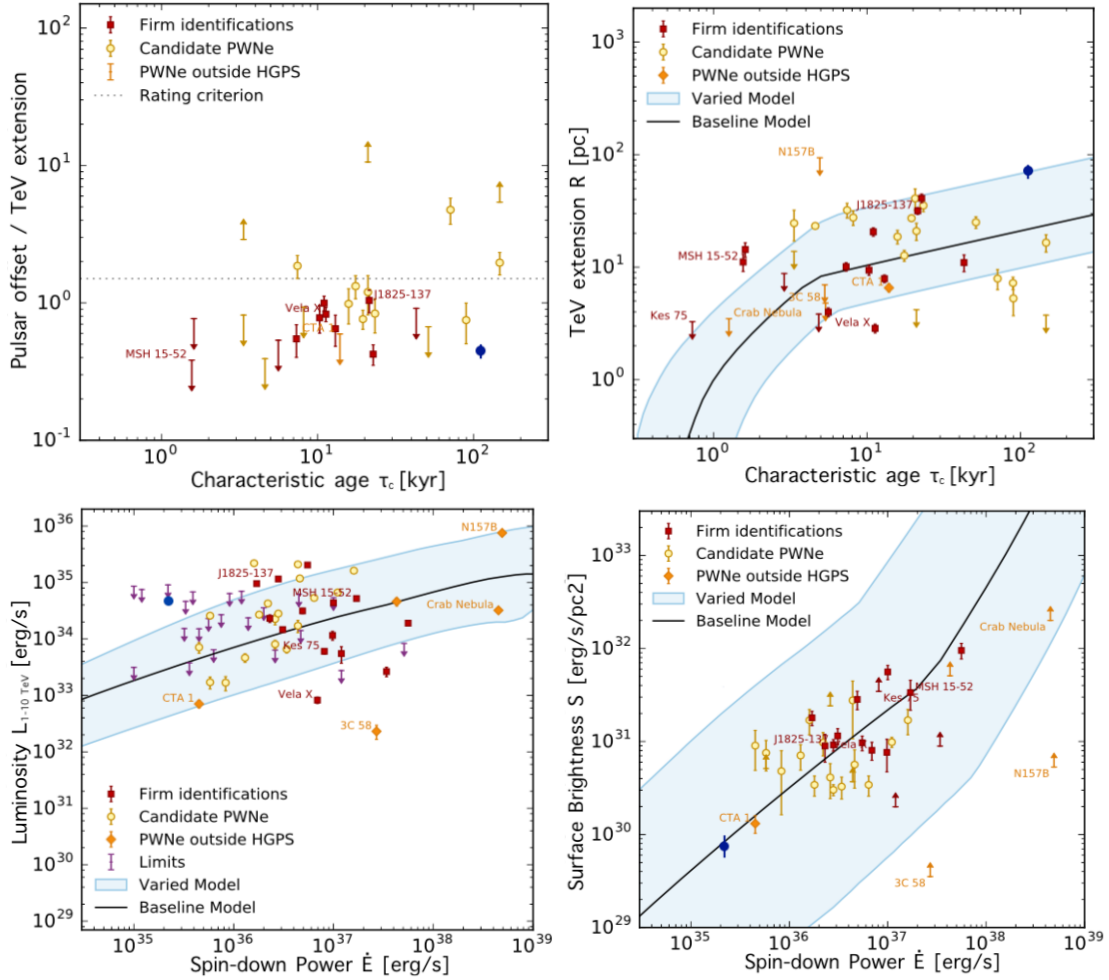 Firm identifications
Candidate PWNe
PWNe outside HGPS
Rating criterion
10²
10¹
10⁰
10⁻¹
Pulsar offset / TeV extension
J1825-137
Vela X
CTA
MSH 15-52
10⁰ 10¹ 10²
Characteristic age τc [kyr]
Firm identifications
Candidate PWNe
PWNe outside HGPS
Varied Model
Baseline Model
10³
10²
10¹
10⁰
TeV extension R [pc]
N157B
J1825-137
MSH 15-52
CTA 1
3C 58
Kes 75
Crab Nebula
Vela X
10⁰ 10¹ 10²
Characteristic age τc [kyr]
10³⁶
10³⁵
10³⁴
10³³
10³²
10³¹
10³⁰
10²⁹
Luminosity L1-10 TeV [erg/s]
N157B
J1825-137
MSH 15-52
Crab Nebula
Kes 75
CTA 1
Vela X
3C 58
Firm identifications
Candidate PWNe
PWNe outside HGPS
Limits
Varied Model
Baseline Model
10³⁵ 10³⁶ 10³⁷ 10³⁸ 10³⁹
Spin-down Power Ė [erg/s]
Firm identifications
Candidate PWNe
PWNe outside HGPS
Varied Model
Baseline Model
10³³
10³²
10³¹
10³⁰
10²⁹
Surface Brightness S [erg/s/pc2]
Crab Nebula
MSH 15-52
Kes 75
J1825-137
Vela
N157B
CTA 1
3C 58
10³⁵ 10³⁶ 10³⁷ 10³⁸ 10³⁹
Spin-down Power Ė [erg/s]